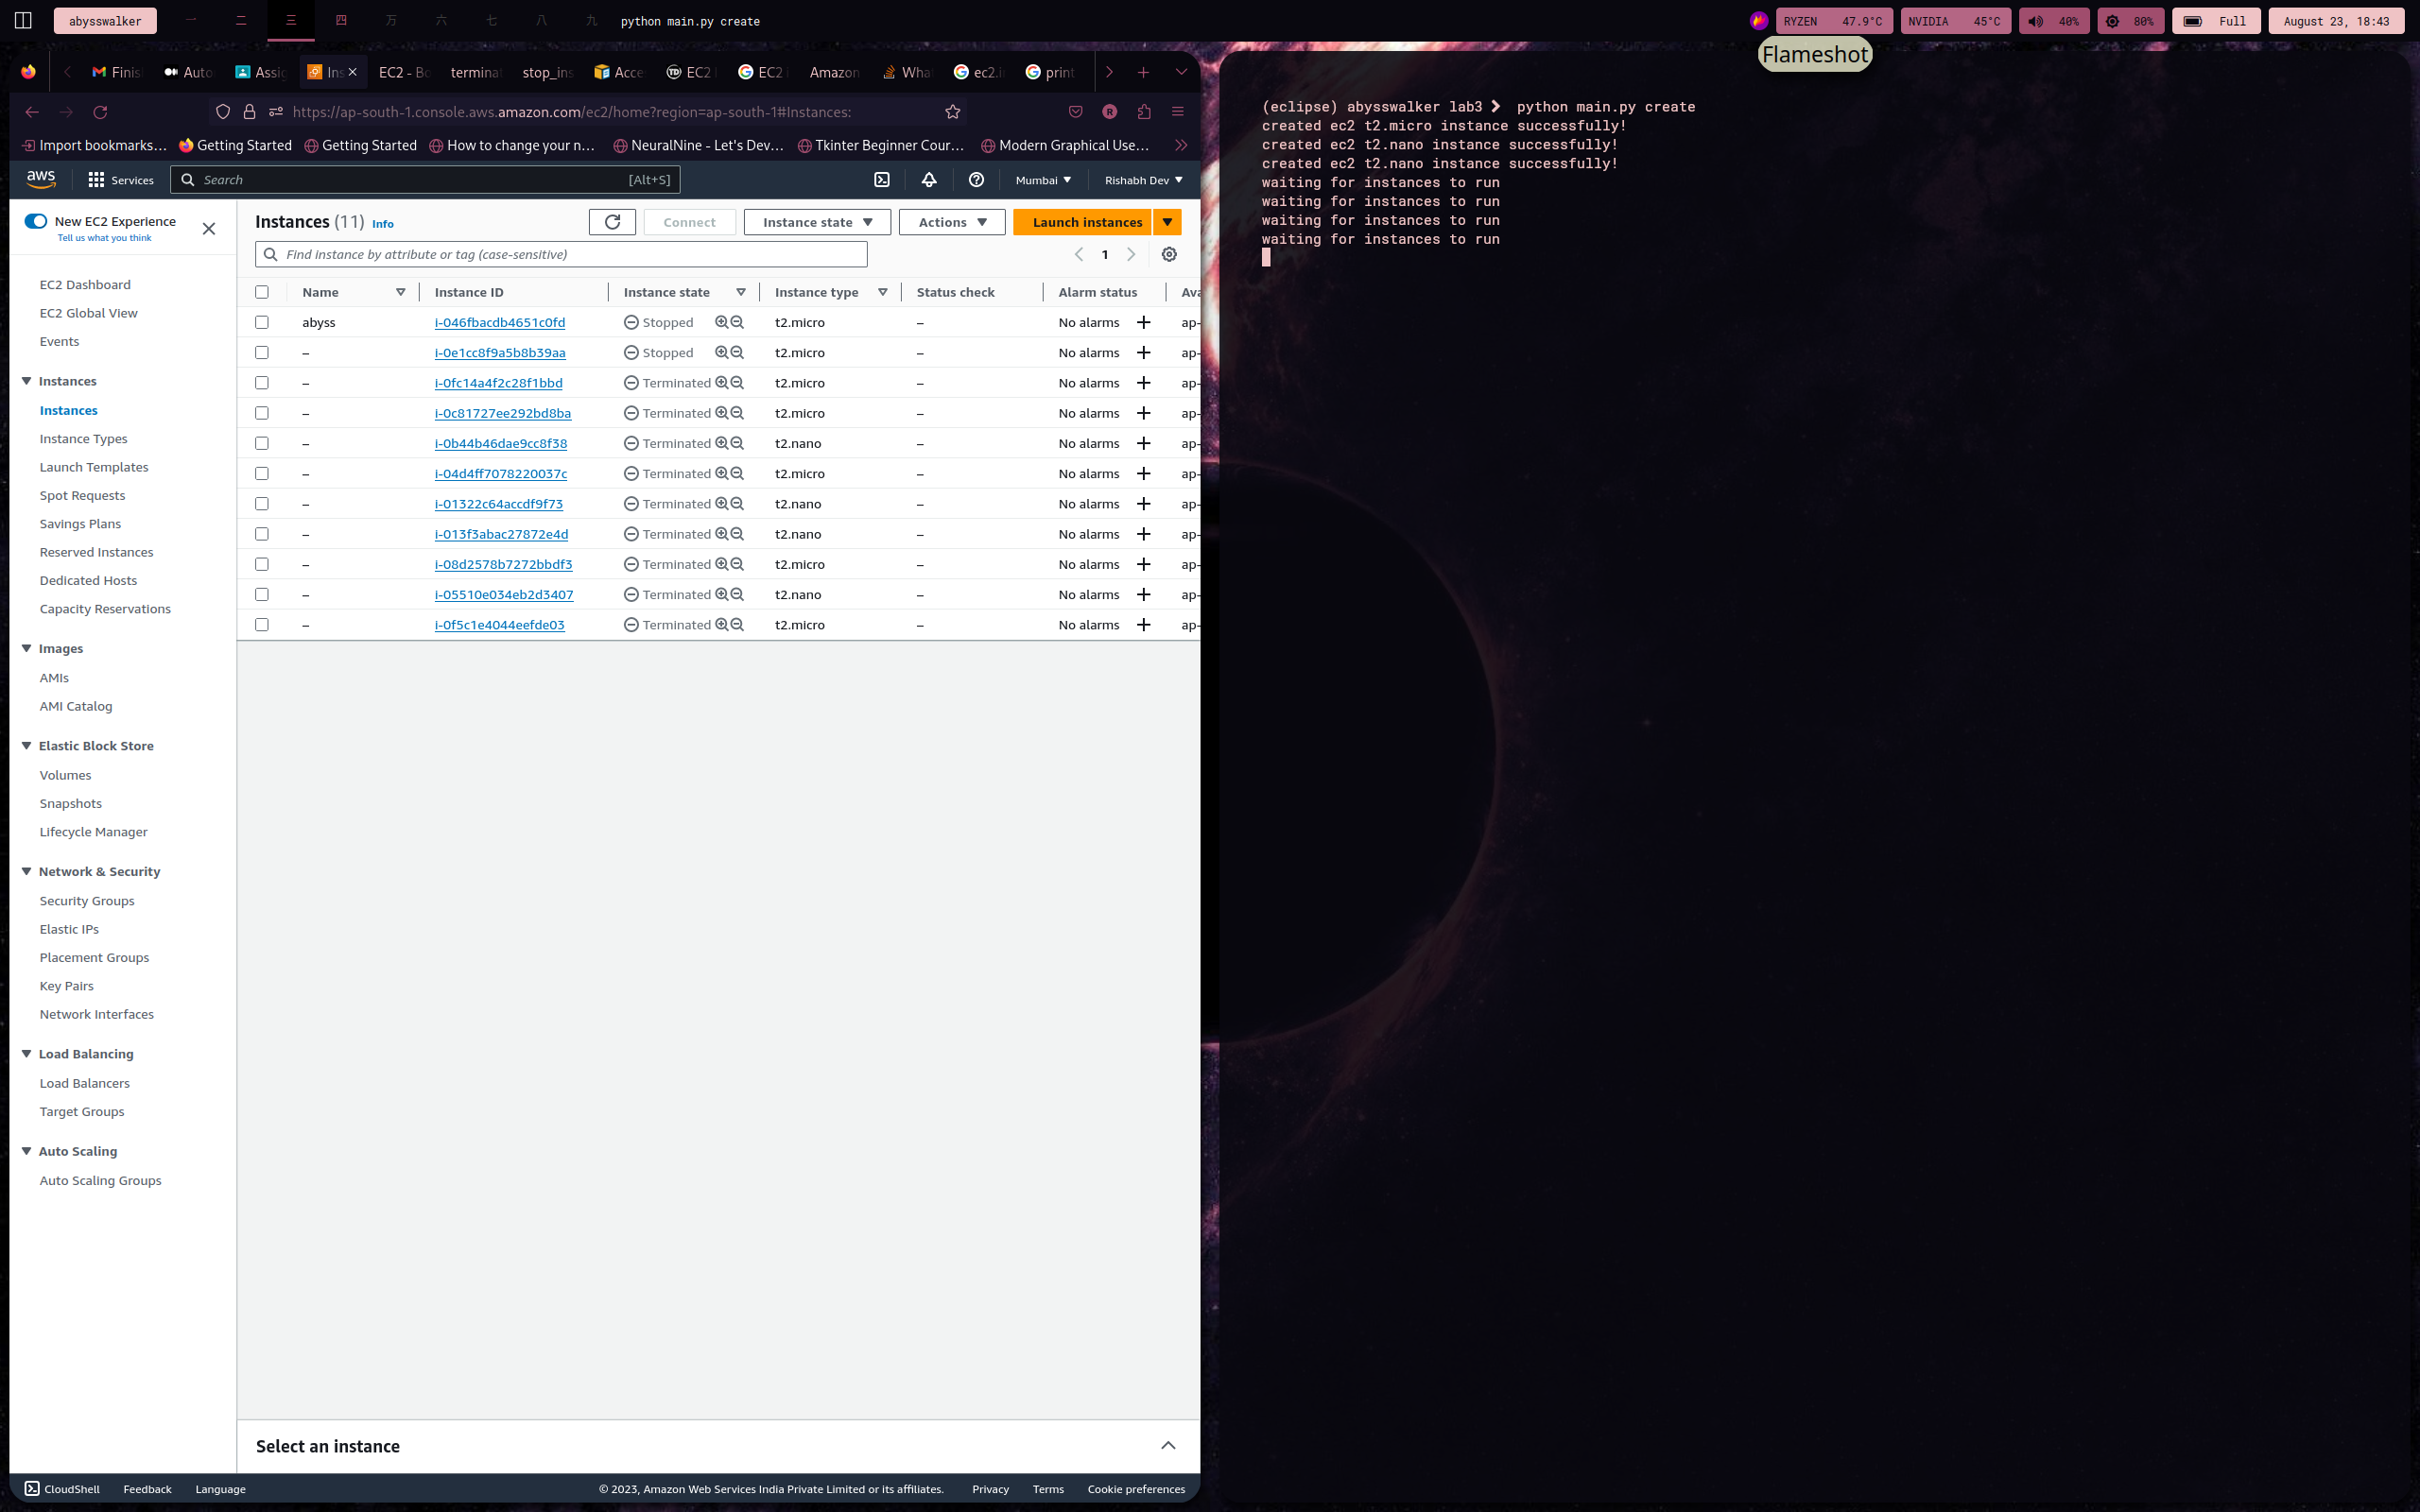 abysswalker 一 二 三 四 万 六 七 八 九 python main.py create RYZEN 47.9°C NVIDIA 45°C 40% 80% Full August 23, 18:43
Flameshot
Finis Auto Assig Ins EC2 - Bo termina stop_ins Acce EC2 EC2 i Amazon Wha ec2.i print
https://ap-south-1.console.aws.amazon.com/ec2/home?region=ap-south-1#Instances:
Import bookmarks... Getting Started Getting Started How to change your n... NeuralNine - Let's Dev... Tkinter Beginner Cour... Modern Graphical Use...
aws Services Search [Alt+S] Mumbai Rishabh Dev
New EC2 Experience
Tell us what you think
EC2 Dashboard
EC2 Global View
Events
Instances
Instances
Instance Types
Launch Templates
Spot Requests
Savings Plans
Reserved Instances
Dedicated Hosts
Capacity Reservations
Images
AMIs
AMI Catalog
Elastic Block Store
Volumes
Snapshots
Lifecycle Manager
Network & Security
Security Groups
Elastic IPs
Placement Groups
Key Pairs
Network Interfaces
Load Balancing
Load Balancers
Target Groups
Auto Scaling
Auto Scaling Groups
Instances (11) Info Connect Instance state Actions Launch instances
Find instance by attribute or tag (case-sensitive) 1
Name Instance ID Instance state Instance type Status check Alarm status Ava
abyss i-046fbacdb4651c0fd Stopped t2.micro – No alarms ap-
– i-0e1cc8f9a5b8b39aa Stopped t2.micro – No alarms ap-
– i-0fc14a4f2c28f1bbd Terminated t2.micro – No alarms ap-
– i-0c81727ee292bd8ba Terminated t2.micro – No alarms ap-
– i-0b44b46dae9cc8f38 Terminated t2.nano – No alarms ap-
– i-04d4ff7078220037c Terminated t2.micro – No alarms ap-
– i-01322c64accdf9f73 Terminated t2.nano – No alarms ap-
– i-013f3abac27872e4d Terminated t2.nano – No alarms ap-
– i-08d2578b7272bbdf3 Terminated t2.micro – No alarms ap-
– i-05510e034eb2d3407 Terminated t2.nano – No alarms ap-
– i-0f5c1e4044eefde03 Terminated t2.micro – No alarms ap-
Select an instance
CloudShell Feedback Language © 2023, Amazon Web Services India Private Limited or its affiliates. Privacy Terms Cookie preferences
(eclipse) abysswalker lab3 ❯ python main.py create
created ec2 t2.micro instance successfully!
created ec2 t2.nano instance successfully!
created ec2 t2.nano instance successfully!
waiting for instances to run
waiting for instances to run
waiting for instances to run
waiting for instances to run